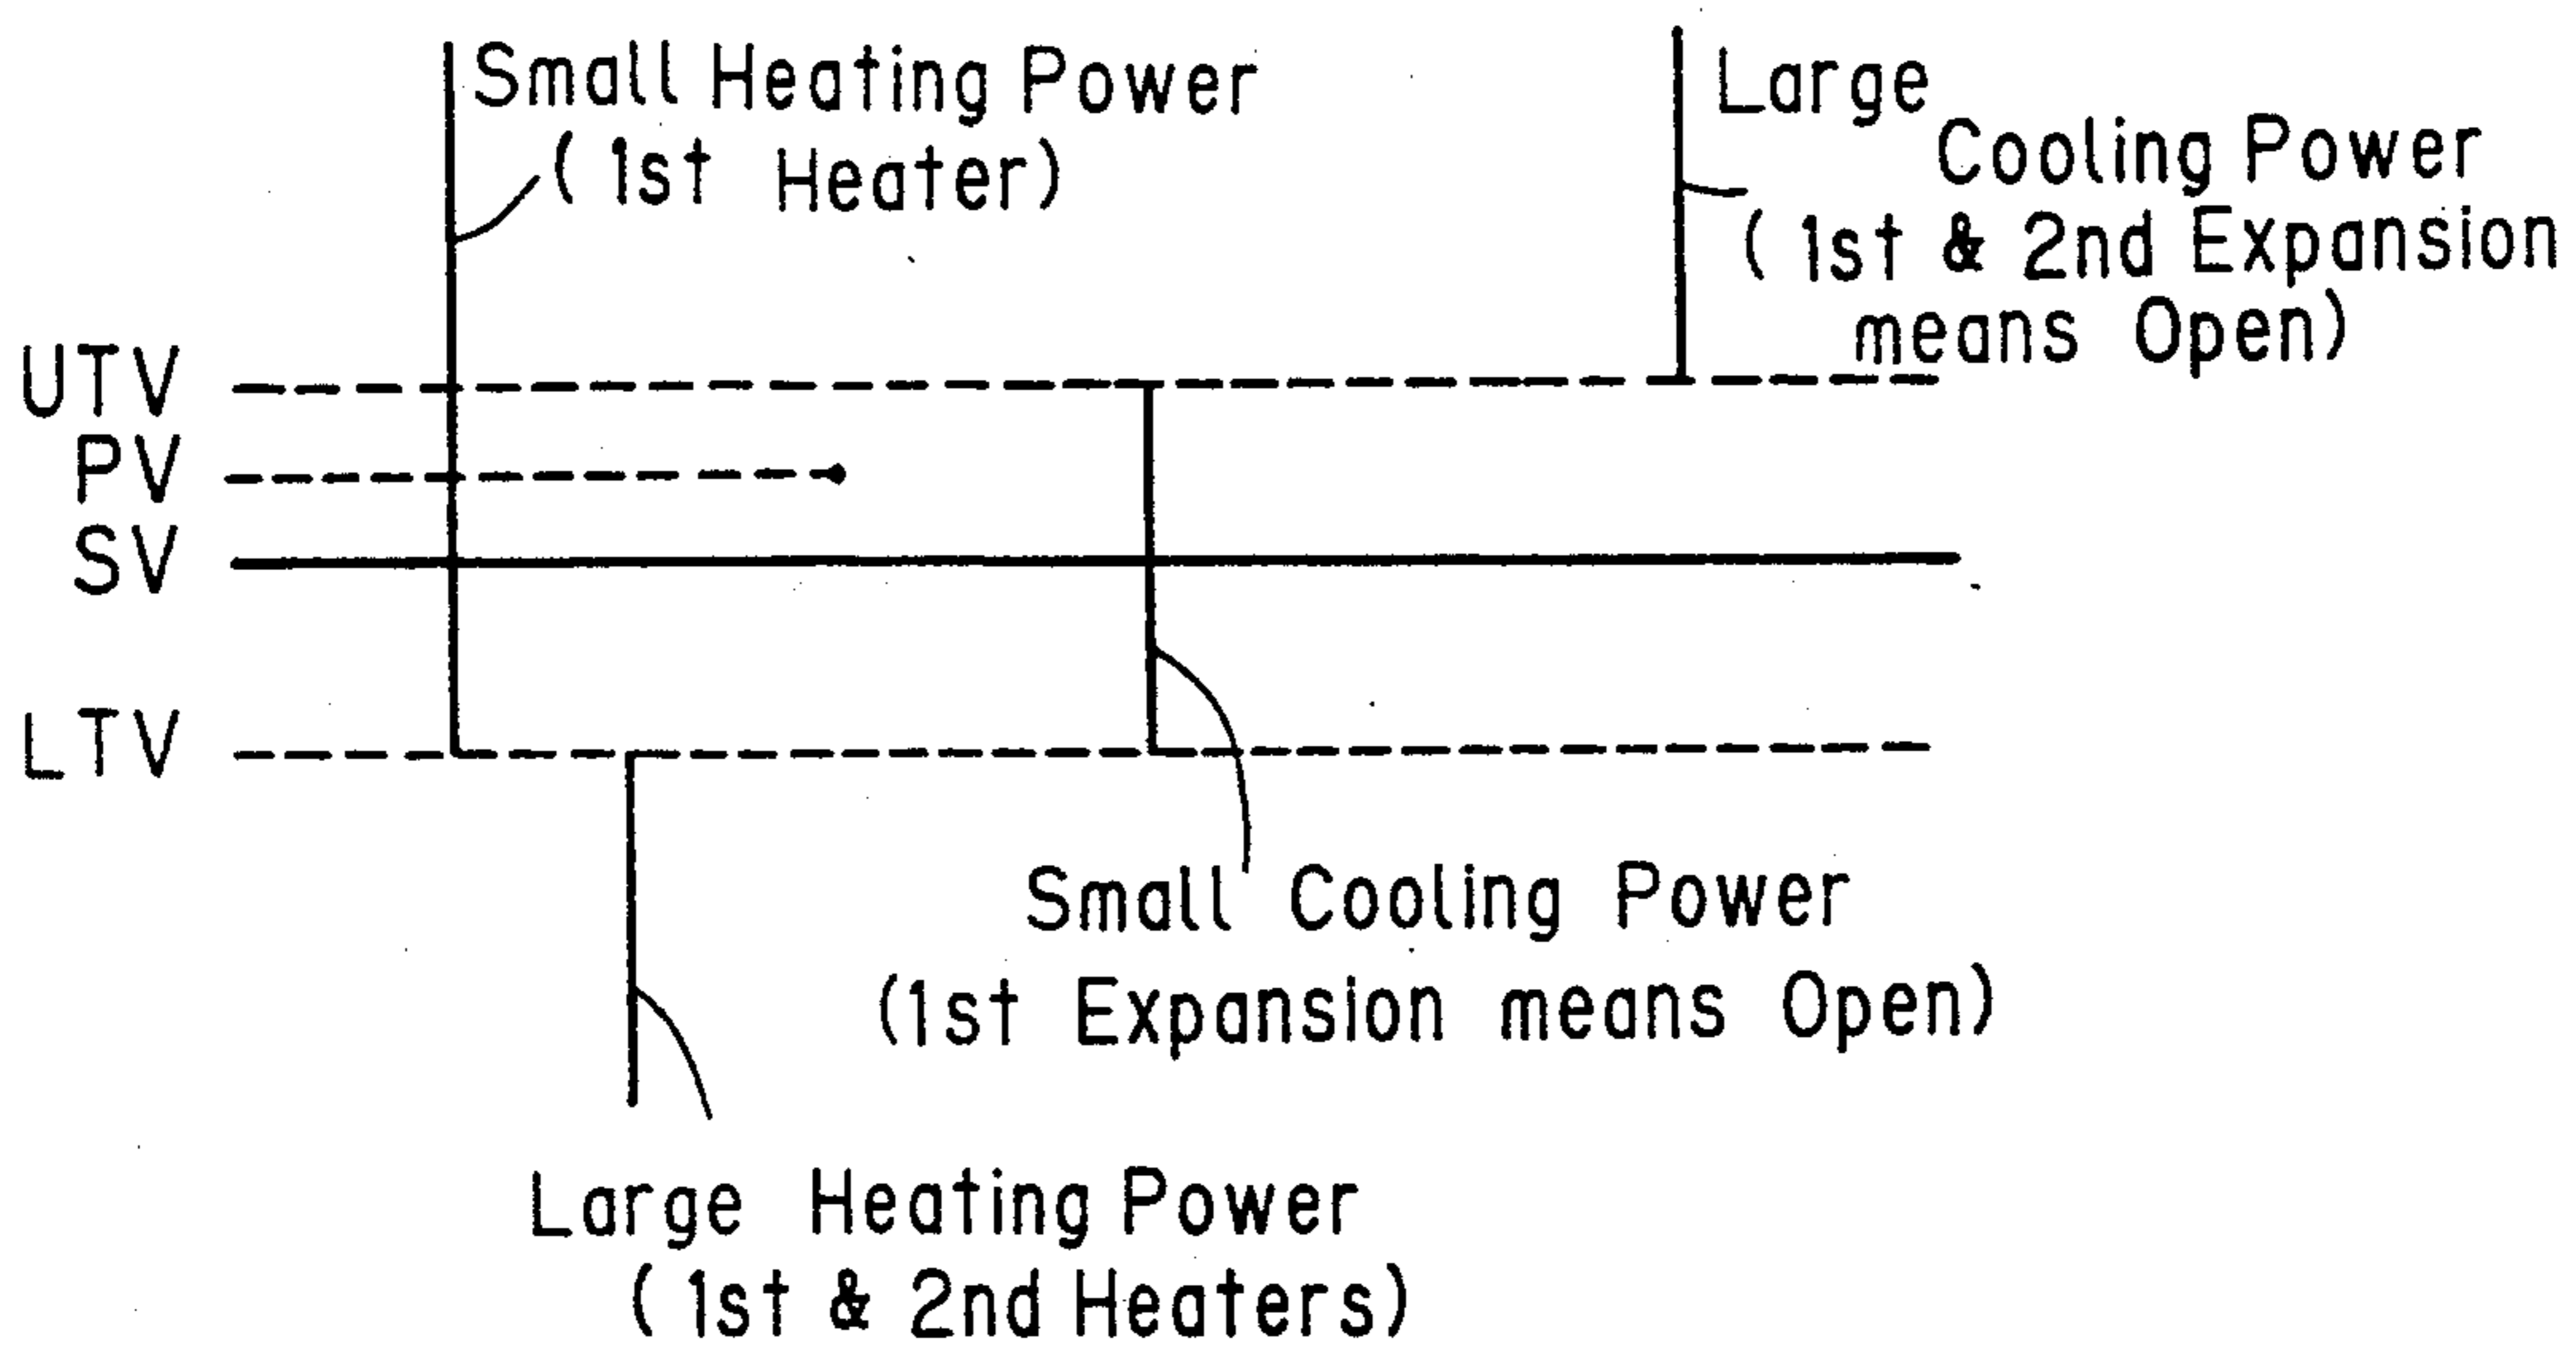 Small Heating Power
(1st Heater)
Large
Cooling Power
(1st & 2nd Expansion
means Open)
UTV
PV
SV
LTV
Small Cooling Power
(1st Expansion means Open)
Large Heating Power
(1st & 2nd Heaters)